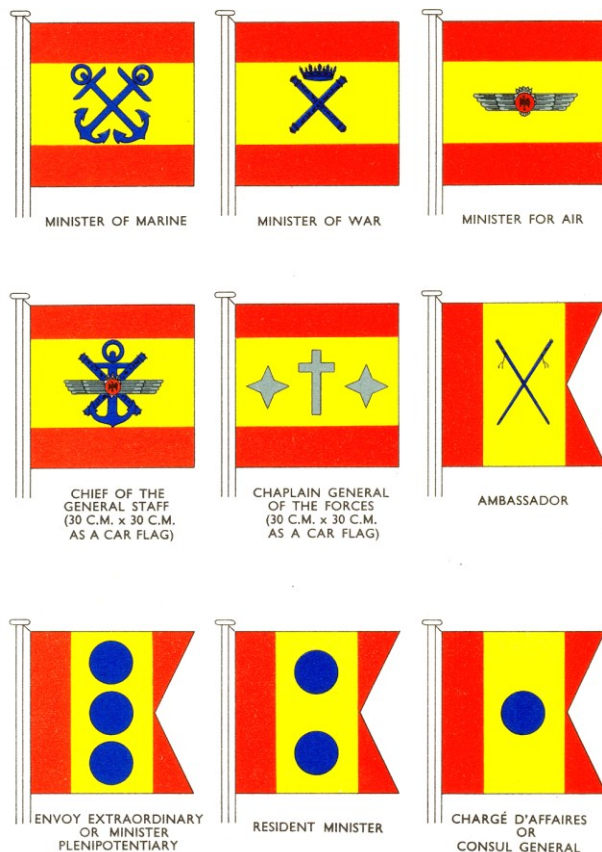 MINISTER OF MARINE
MINISTER OF WAR
MINISTER FOR AIR
CHIEF OF THE
GENERAL STAFF
(30 C.M. x 30 C.M.
AS A CAR FLAG)
CHAPLAIN GENERAL
OF THE FORCES
(30 C.M. x 30 C.M.
AS A CAR FLAG)
AMBASSADOR
ENVOY EXTRAORDINARY
OR MINISTER
PLENIPOTENTIARY
RESIDENT MINISTER
CHARGÉ D'AFFAIRES
OR
CONSUL GENERAL